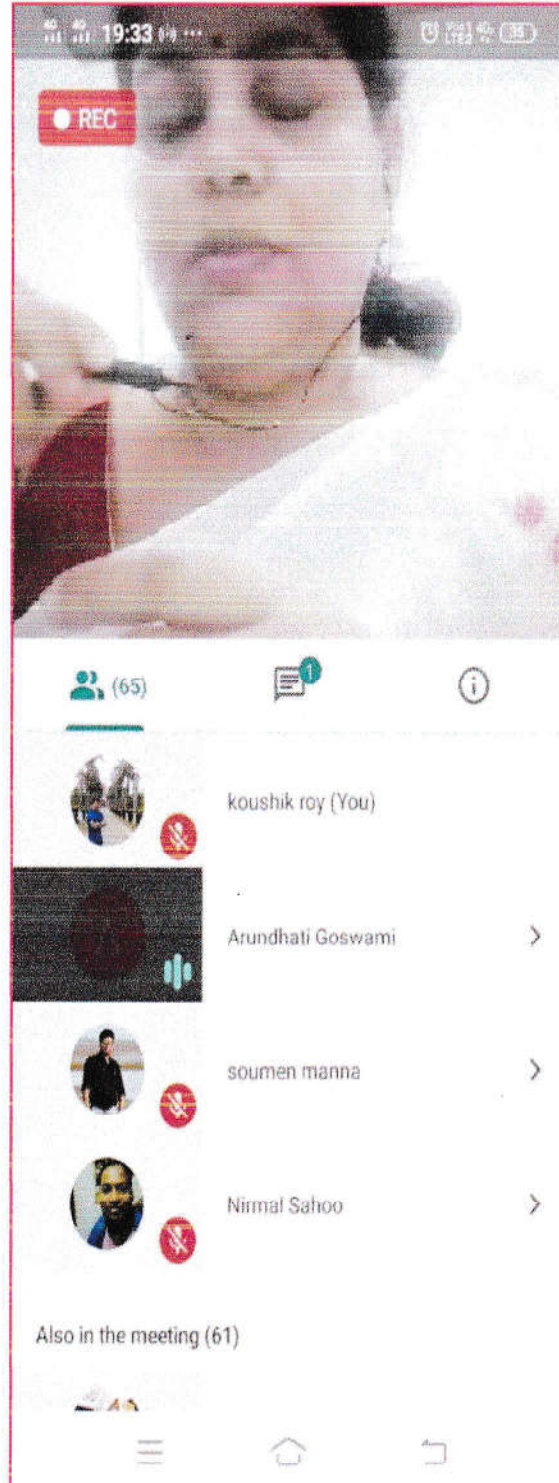 19:33
REC
(65)
1
koushik roy (You)
Arundhati Goswami
soumen manna
Nirmal Sahoo
Also in the meeting (61)